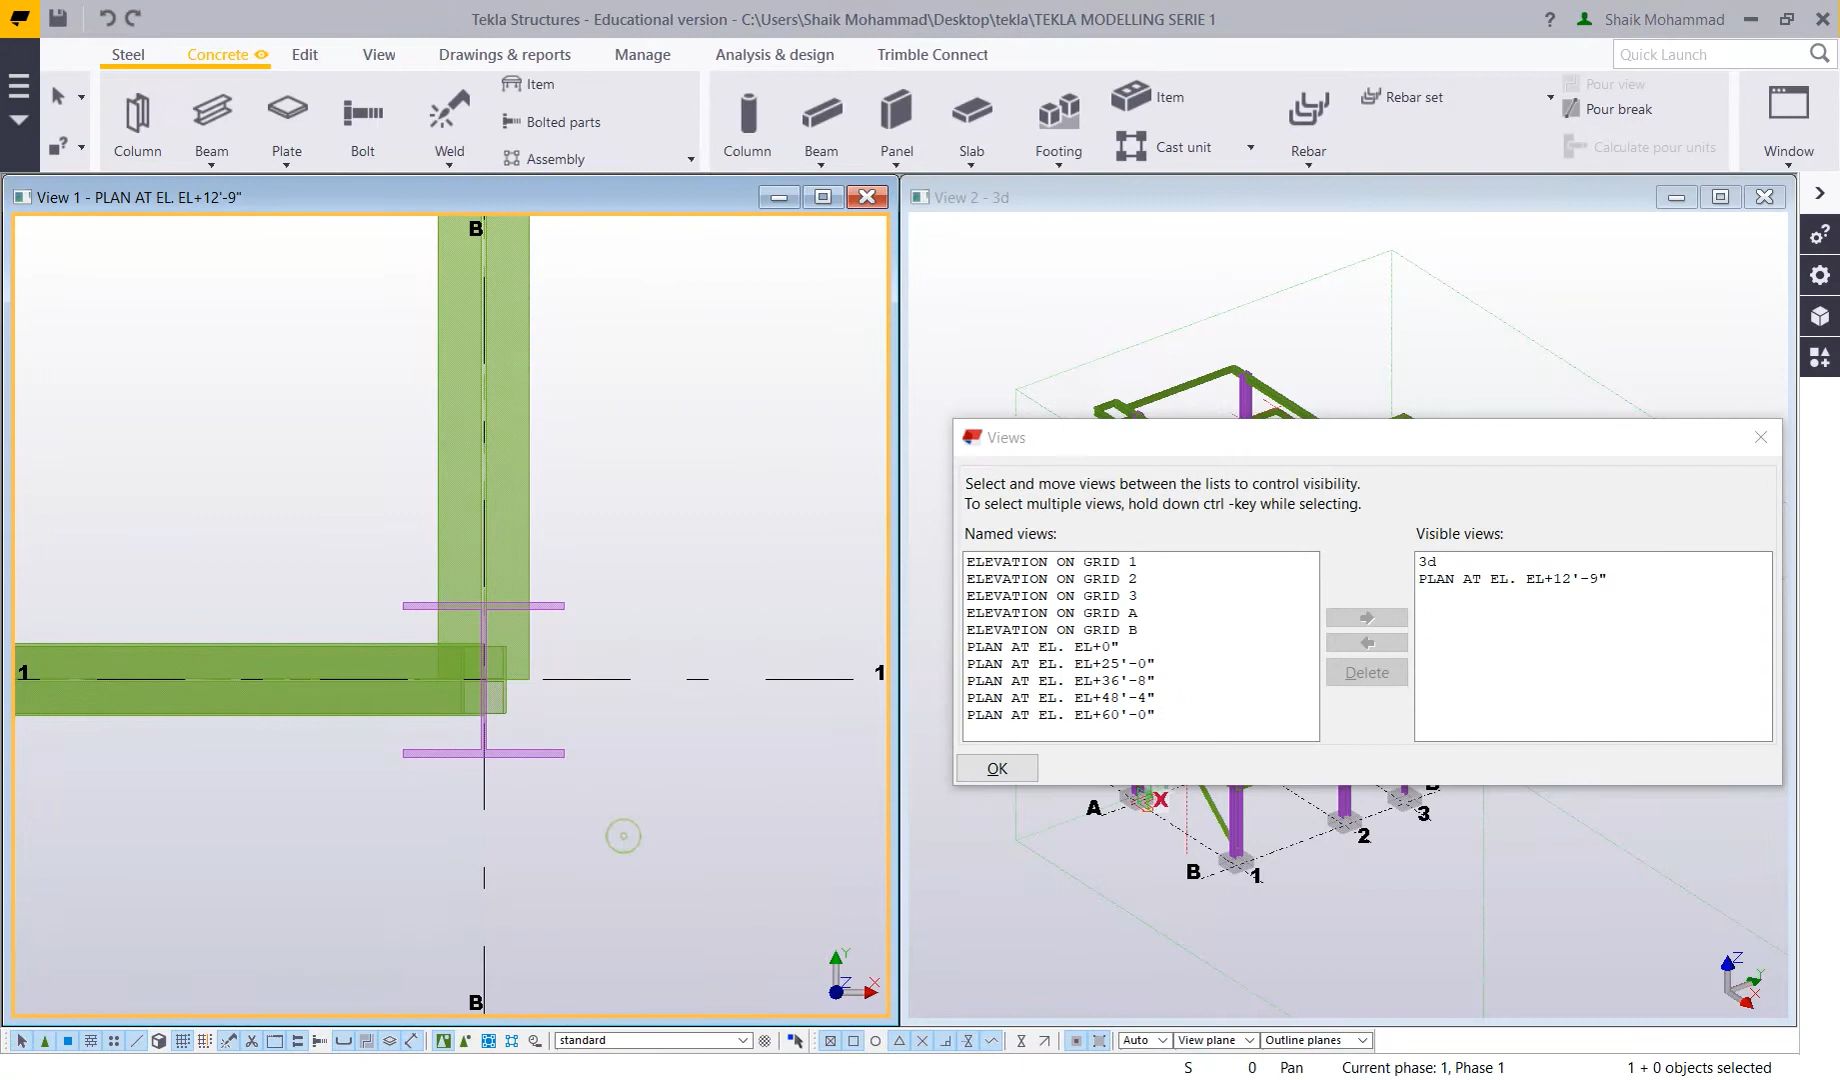 Tekla Structures - Educational version - C:\Users\Shaik Mohammad\Desktop\tekla\TEKLA MODELLING SERIE 1
? Shaik Mohammad
Steel Concrete Edit View Drawings & reports Manage Analysis & design Trimble Connect Quick Launch
Item
Bolted parts
Assembly
Column Beam Plate Bolt Weld
Item
Cast unit
Rebar set
Pour view
Pour break
Calculate pour units
Column Beam Panel Slab Footing Rebar Window
View 1 - PLAN AT EL. EL+12'-9"
View 2 - 3d
B
1
1
B
Y
Z
X
Views
Select and move views between the lists to control visibility.
To select multiple views, hold down ctrl -key while selecting.
Named views:
Visible views:
ELEVATION ON GRID 1
ELEVATION ON GRID 2
ELEVATION ON GRID 3
ELEVATION ON GRID A
ELEVATION ON GRID B
PLAN AT EL. EL+0"
PLAN AT EL. EL+25'-0"
PLAN AT EL. EL+36'-8"
PLAN AT EL. EL+48'-4"
PLAN AT EL. EL+60'-0"
3d
PLAN AT EL. EL+12'-9"
Delete
OK
A
X
B
1
2
3
Z
Y
X
standard
Auto
View plane
Outline planes
S 0 Pan Current phase: 1, Phase 1 1 + 0 objects selected